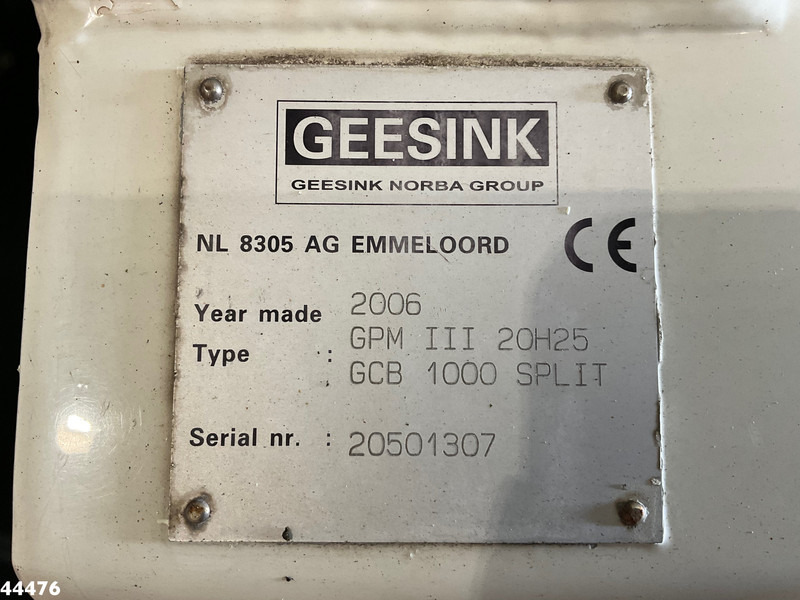 GEESINK
GEESINK NORBA GROUP
NL 8305 AG EMMELOORD CE
Year made 2006
Type : GPM III 20H25
GCB 1000 SPLIT
Serial nr. : 20501307
44476